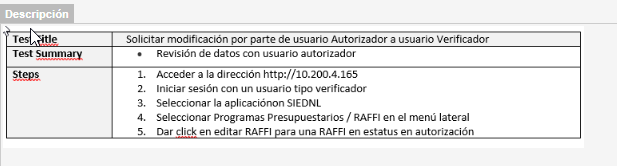 Descripción
Test Title Solicitar modificación por parte de usuario Autorizador a usuario Verificador
Test Summary • Revisión de datos con usuario autorizador
Steps 1. Acceder a la dirección http://10.200.4.165
2. Iniciar sesión con un usuario tipo verificador
3. Seleccionar la aplicaciónon SIEDNL
4. Seleccionar Programas Presupuestarios / RAFFI en el menú lateral
5. Dar click en editar RAFFI para una RAFFI en estatus en autorización